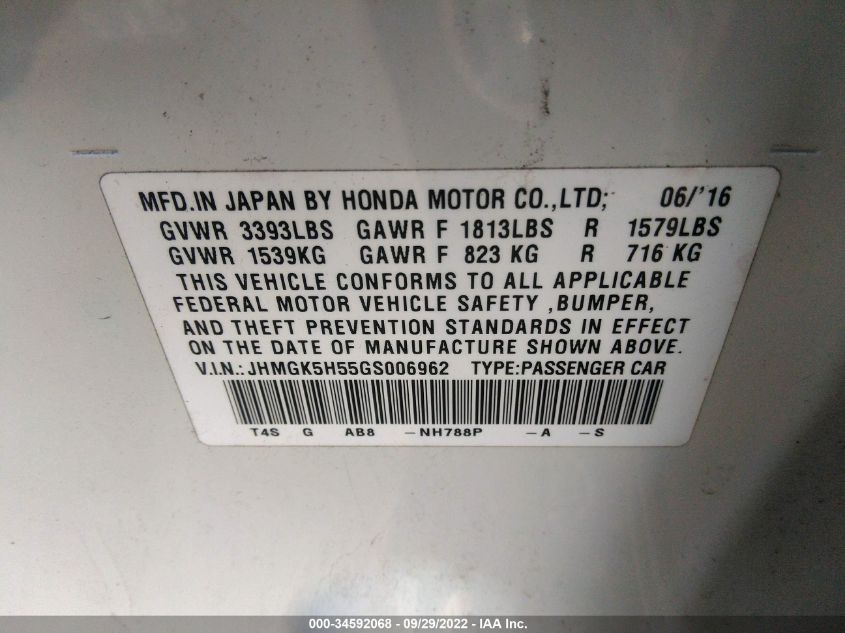 MFD.IN JAPAN BY HONDA MOTOR CO.,LTD; 06/'16
GVWR 3393LBS GAWR F 1813LBS R 1579LBS
GVWR 1539KG GAWR F 823 KG R 716 KG
THIS VEHICLE CONFORMS TO ALL APPLICABLE
FEDERAL MOTOR VEHICLE SAFETY ,BUMPER,
AND THEFT PREVENTION STANDARDS IN EFFECT
ON THE DATE OF MANUFACTURE SHOWN ABOVE.
V.I.N.: JHMGK5H55GS006962 TYPE:PASSENGER CAR
T4S G AB8 -NH788P -A -S
000-34592068 - 09/29/2022 - IAA Inc.